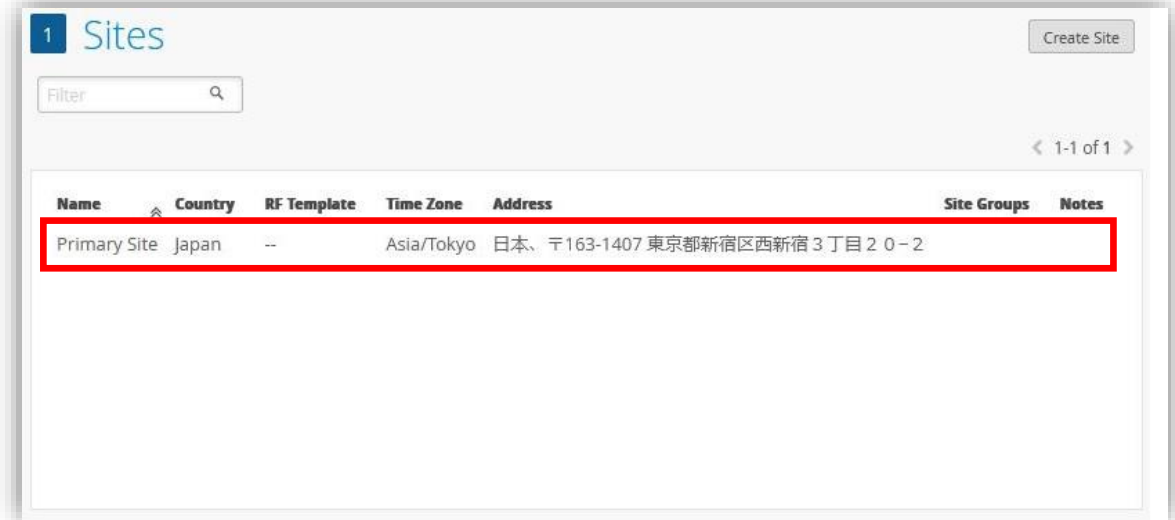 1 Sites
Create Site
Filter
1-1 of 1
Name Country RF Template Time Zone Address Site Groups Notes
Primary Site Japan -- Asia/Tokyo 日本、〒163-1407 東京都新宿区西新宿３丁目２０−２